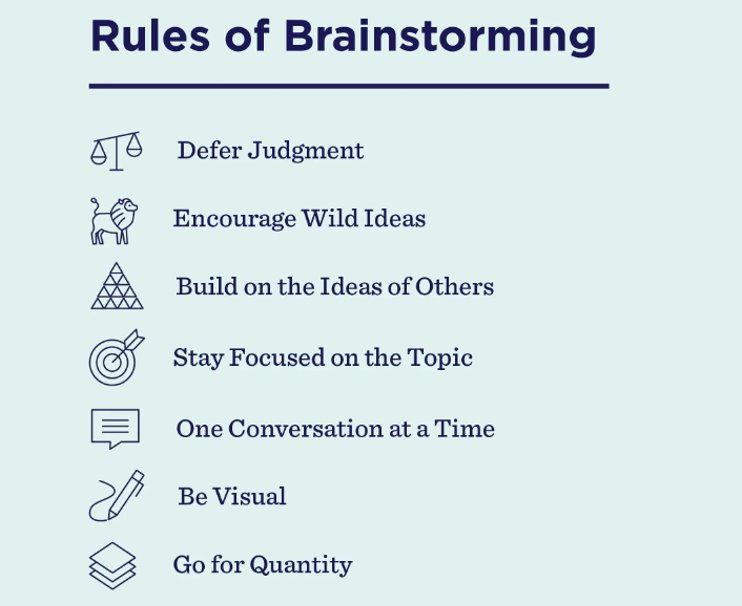 Rules of Brainstorming
Defer Judgment
Encourage Wild Ideas
Build on the Ideas of Others
Stay Focused on the Topic
One Conversation at a Time
Be Visual
Go for Quantity